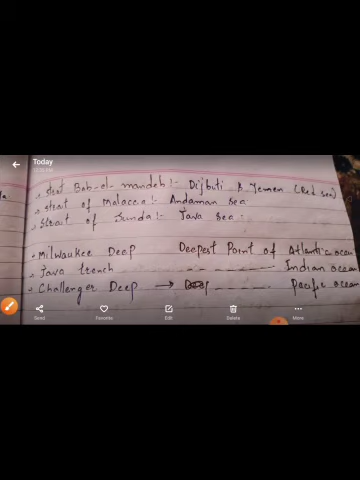 Today
strat Bab-el-mandeb :- Dijbuti & Yemen (Red sea)
strait of Malacca :- Andaman sea.
strait of Sunda :- Java sea.
Milwaukee Deep Deepest Point of Atlantic ocean
Java trench - - ——— Indian ocean
Challenger Deep → ——— pacific ocean
Send Favorite Edit Delete More